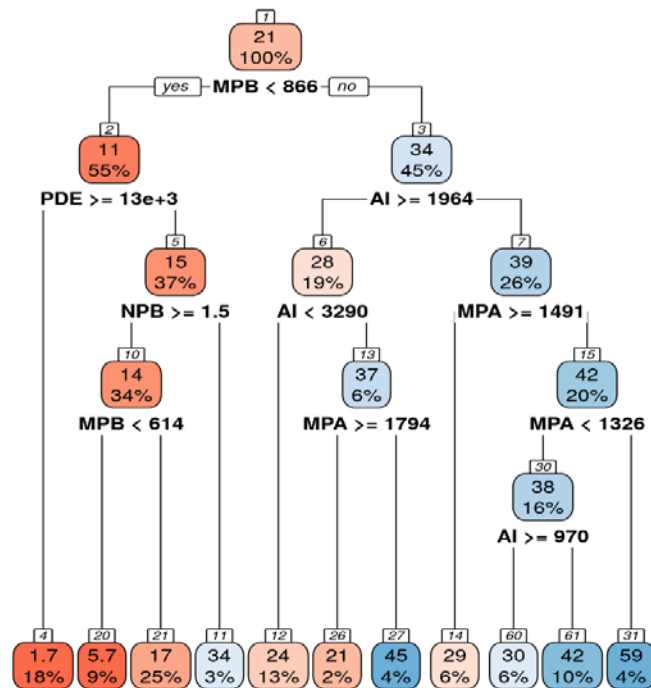 1
21
100%
yes MPB < 866 no
2 3
11 34
55% 45%
PDE >= 13e+3 AI >= 1964
5 6 7
15 28 39
37% 19% 26%
NPB >= 1.5 AI < 3290 MPA >= 1491
10 13 15
14 37 42
34% 6% 20%
MPB < 614 MPA >= 1794 MPA < 1326
30
38
16%
AI >= 970
4 20 21 11 12 26 27 14 60 61 31
1.7 5.7 17 34 24 21 45 29 30 42 59
18% 9% 25% 3% 13% 2% 4% 6% 6% 10% 4%